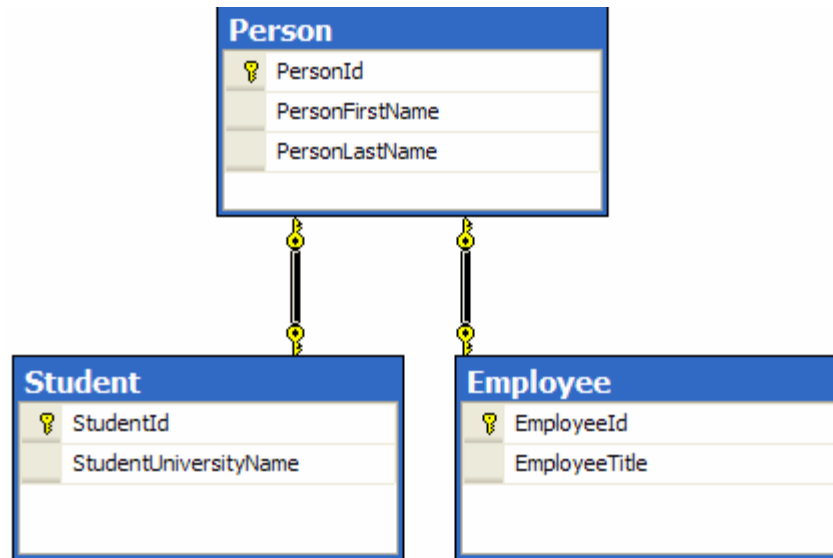 Person
PersonId
PersonFirstName
PersonLastName
Student
StudentId
StudentUniversityName
Employee
EmployeeId
EmployeeTitle